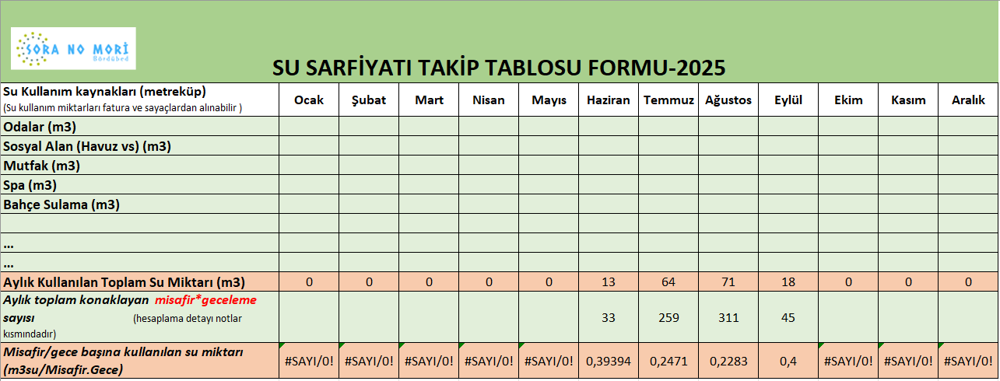 SORA NO MORİ
Bördübed
SU SARFİYATI TAKİP TABLOSU FORMU-2025
Su Kullanım kaynakları (metreküp)
(Su kullanım miktarları fatura ve sayaçlardan alınabilir )
Ocak Şubat Mart Nisan Mayıs Haziran Temmuz Ağustos Eylül Ekim Kasım Aralık
Odalar (m3)
Sosyal Alan (Havuz vs) (m3)
Mutfak (m3)
Spa (m3)
Bahçe Sulama (m3)
...
...
Aylık Kullanılan Toplam Su Miktarı (m3) 0 0 0 0 0 13 64 71 18 0 0 0
Aylık toplam konaklayan misafir*geceleme
sayısı (hesaplama detayı notlar
kısmındadır)
33 259 311 45
Misafir/gece başına kullanılan su miktarı
(m3su/Misafir.Gece)
#SAYI/0! #SAYI/0! #SAYI/0! #SAYI/0! #SAYI/0! 0,39394 0,2471 0,2283 0,4 #SAYI/0! #SAYI/0! #SAYI/0!